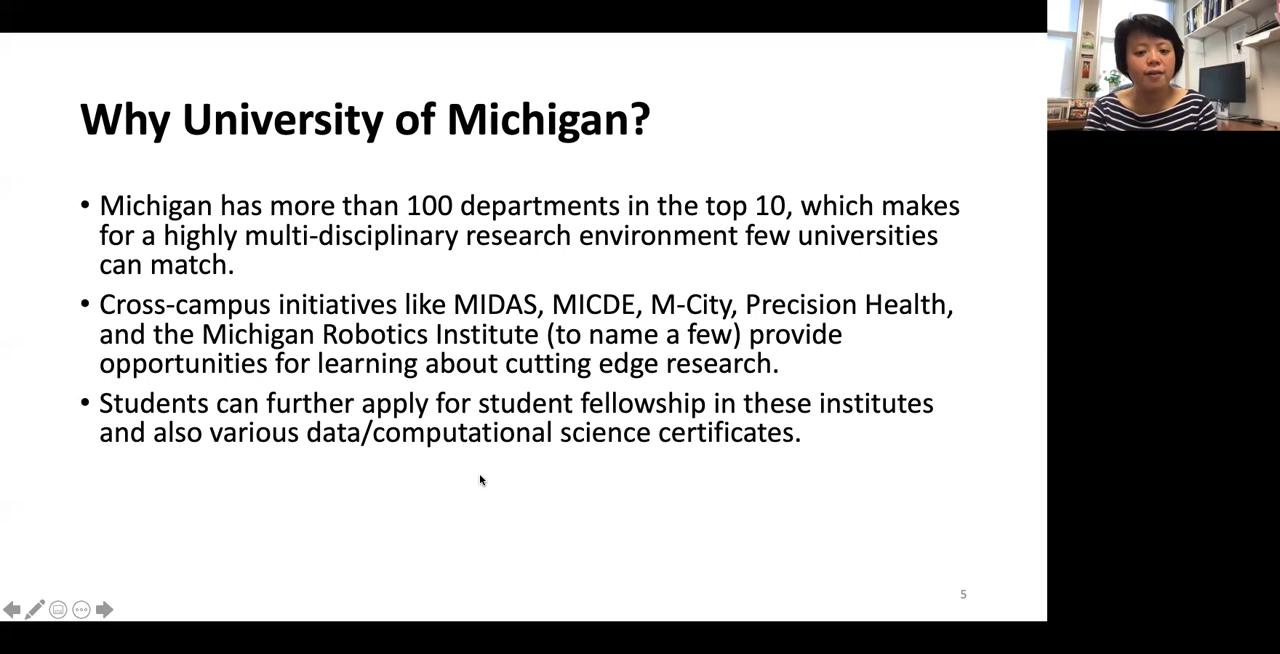 Why University of Michigan?
• Michigan has more than 100 departments in the top 10, which makes
for a highly multi-disciplinary research environment few universities
can match.
• Cross-campus initiatives like MIDAS, MICDE, M-City, Precision Health,
and the Michigan Robotics Institute (to name a few) provide
opportunities for learning about cutting edge research.
• Students can further apply for student fellowship in these institutes
and also various data/computational science certificates.
5